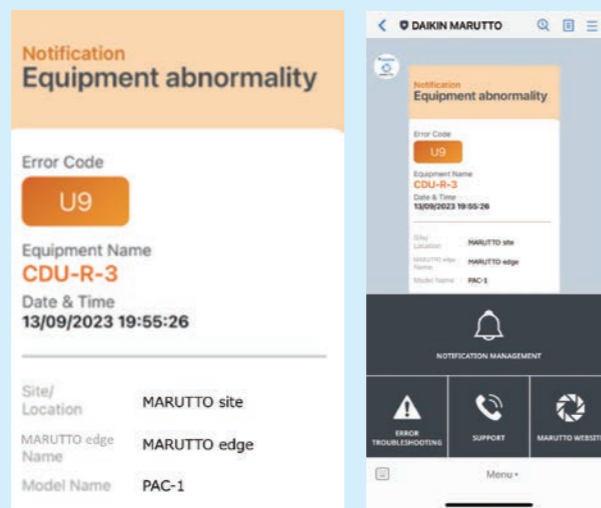 Notification
Equipment abnormality
Error Code
U9
Equipment Name
CDU-R-3
Date & Time
13/09/2023 19:55:26
Site/
Location
MARUTTO site
MARUTTO edge
Name
MARUTTO edge
Model Name
PAC-1
DAIKIN MARUTTO
Notification
Equipment abnormality
Error Code
U9
Equipment Name
CDU-R-3
Date & Time
13/09/2023 19:55:26
Site/
Location
MARUTTO site
MARUTTO edge
Name
MARUTTO edge
Model Name
PAC-1
NOTIFICATION MANAGEMENT
ERROR
TROUBLESHOOTING
SUPPORT
MARUTTO WEBSITE
Menu